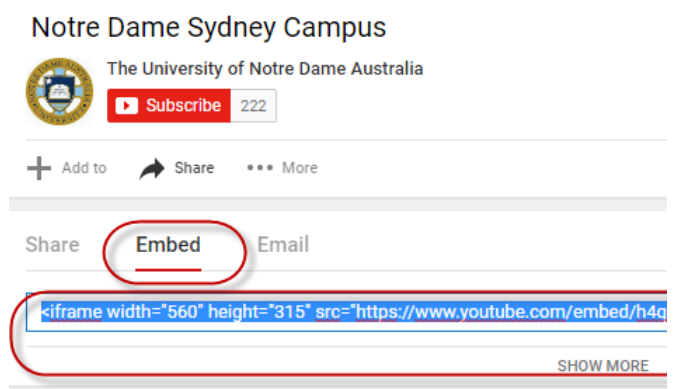 Notre Dame Sydney Campus
The University of Notre Dame Australia
Subscribe 222
Add to Share More
Share Embed Email
<iframe width="560" height="315" src="https://www.youtube.com/embed/h4q
SHOW MORE